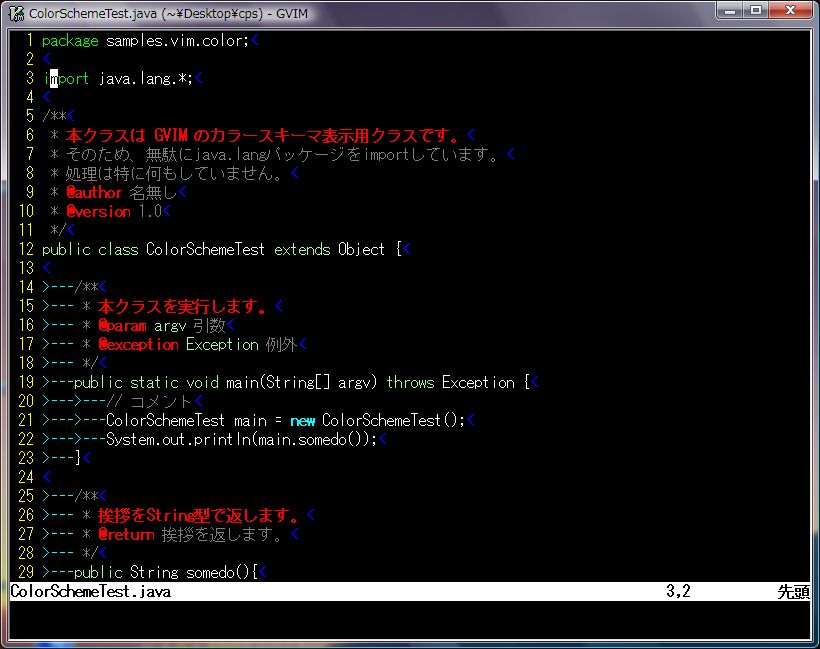 ColorSchemeTest.java (~¥Desktop¥cps) - GVIM
1 package samples.vim.color;<
2 <
3 import java.lang.*;<
4 <
5 /**<
6  * 本クラスは GVIM のカラースキーマ表示用クラスです。<
7  * そのため、無駄にjava.langパッケージをimportしています。<
8  * 処理は特に何もしていません。<
9  * @author 名無し<
10  * @version 1.0<
11  */<
12 public class ColorSchemeTest extends Object {<
13 <
14 >---/**<
15 >--- * 本クラスを実行します。<
16 >--- * @param argv 引数<
17 >--- * @exception Exception 例外<
18 >--- */<
19 >---public static void main(String[] argv) throws Exception {<
20 >--->---// コメント<
21 >--->---ColorSchemeTest main = new ColorSchemeTest();<
22 >--->---System.out.println(main.somedo());<
23 >---}<
24 <
25 >---/**<
26 >--- * 挨拶をString型で返します。<
27 >--- * @return 挨拶を返します。<
28 >--- */<
29 >---public String somedo(){<
ColorSchemeTest.java 3,2 先頭